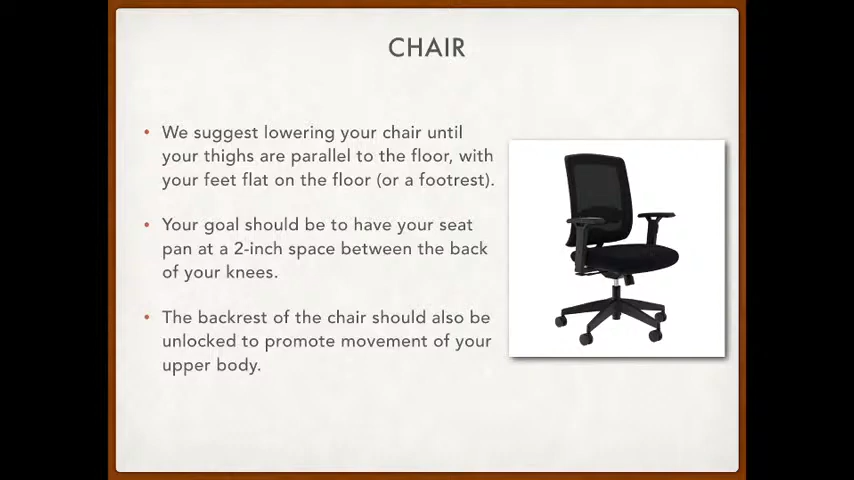 CHAIR
• We suggest lowering your chair until
your thighs are parallel to the floor, with
your feet flat on the floor (or a footrest).
• Your goal should be to have your seat
pan at a 2-inch space between the back
of your knees.
• The backrest of the chair should also be
unlocked to promote movement of your
upper body.